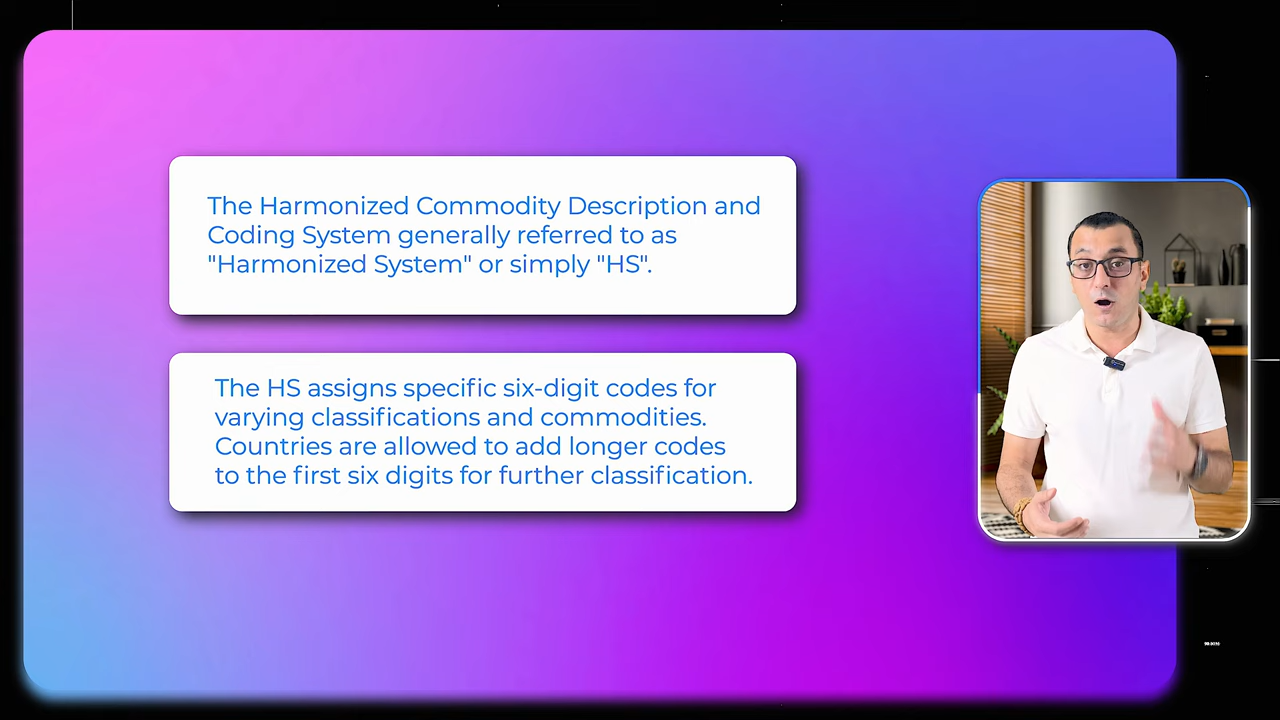 The Harmonized Commodity Description and
Coding System generally referred to as
"Harmonized System" or simply "HS".
The HS assigns specific six-digit codes for
varying classifications and commodities.
Countries are allowed to add longer codes
to the first six digits for further classification.